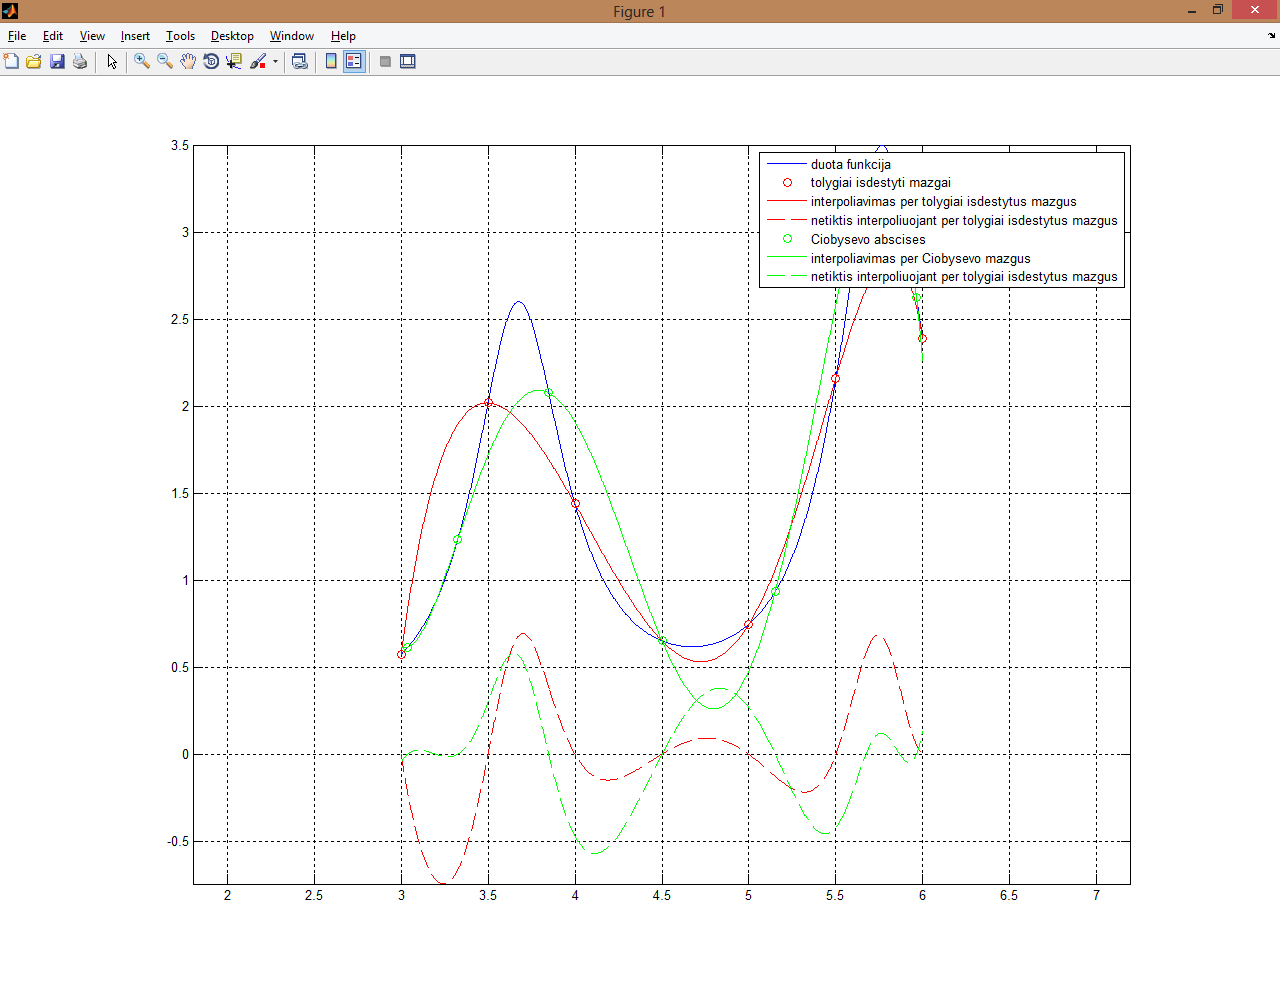 Figure 1
File Edit View Insert Tools Desktop Window Help
3.5
3
2.5
2
1.5
1
0.5
0
-0.5
2 2.5 3 3.5 4 4.5 5 5.5 6 6.5 7
duota funkcija
tolygiai isdestyti mazgai
interpoliavimas per tolygiai isdestytus mazgus
netiktis interpoliuojant per tolygiai isdestytus mazgus
Ciobysevo abscises
interpoliavimas per Ciobysevo mazgus
netiktis interpoliuojant per tolygiai isdestytus mazgus